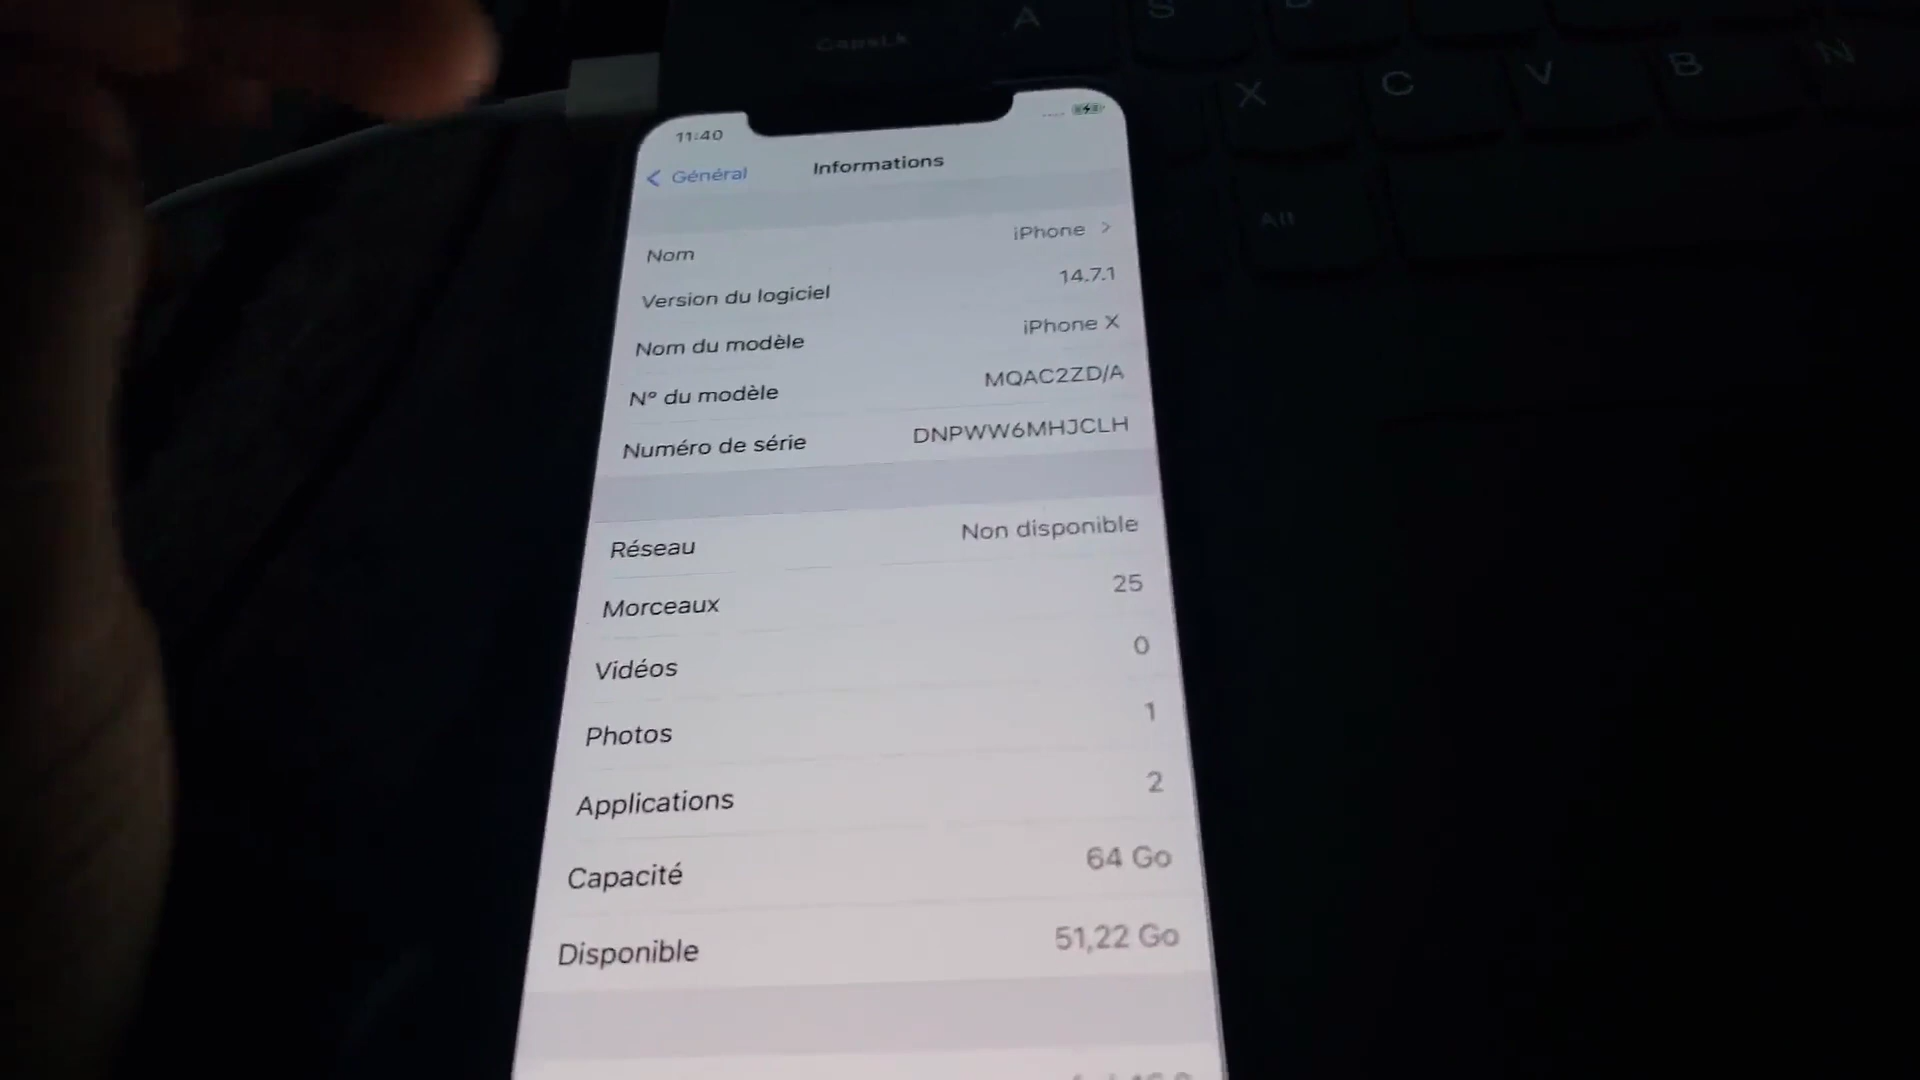 CapsLk
A
S
X
C
V
B
N
Alt
11:40
Général
Informations
Nom
iPhone
Version du logiciel
14.7.1
Nom du modèle
iPhone X
N° du modèle
MQAC2ZD/A
Numéro de série
DNPWW6MHJCLH
Réseau
Non disponible
Morceaux
25
Vidéos
0
Photos
1
Applications
2
Capacité
64 Go
Disponible
51,22 Go